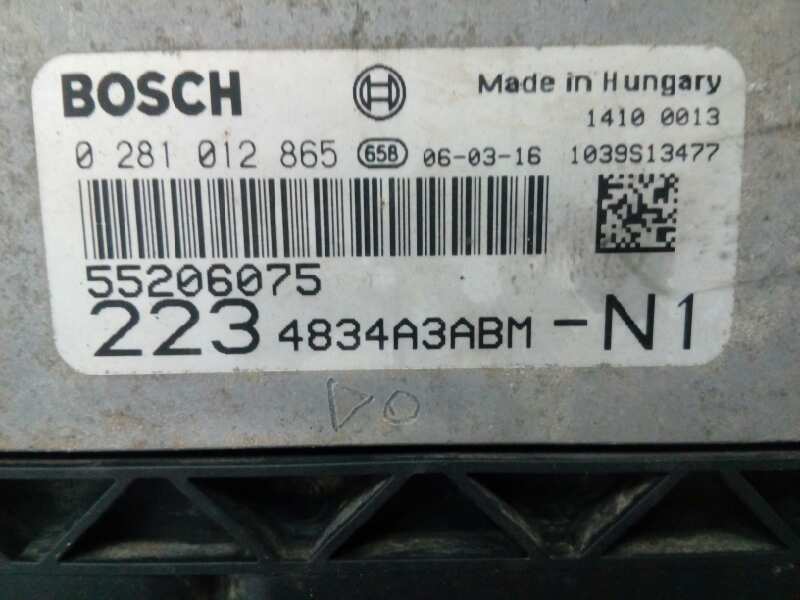 BOSCH
Made in Hungary
1410 0013
0 281 012 865 658 06-03-16 1039S13477
55206075
223 4834A3ABM -N1
DO